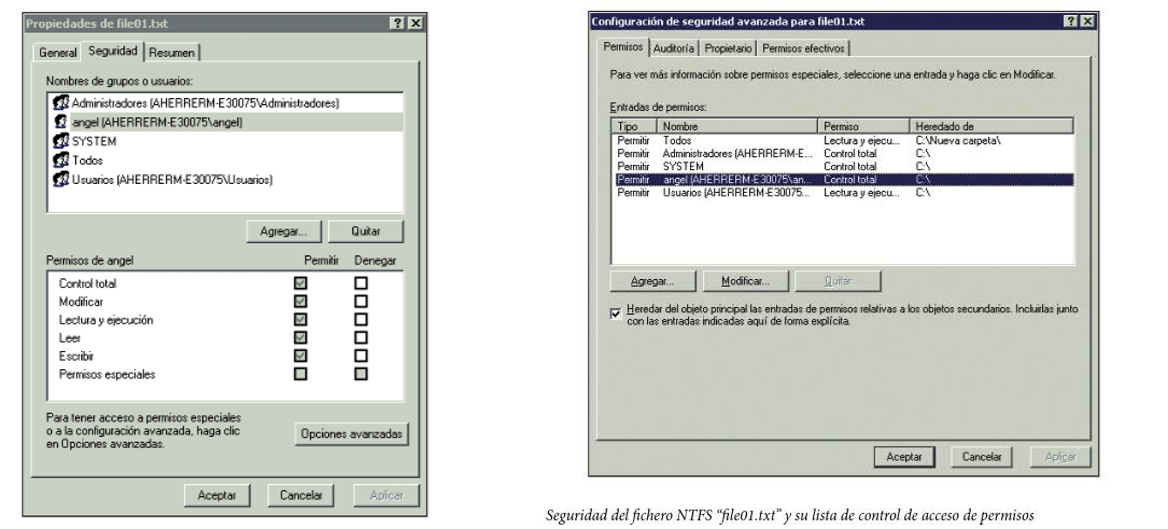 Propiedades de file01.txt
General
Seguridad
Resumen
Nombres de grupos o usuarios:
Administradores (AHERRERM-E30075\Administradores)
angel (AHERRERM-E30075\angel)
SYSTEM
Todos
Usuarios (AHERRERM-E30075\Usuarios)
Agregar...
Quitar
Permisos de angel
Permitir
Denegar
Control total
Modificar
Lectura y ejecución
Leer
Escribir
Permisos especiales
Para tener acceso a permisos especiales
o a la configuración avanzada, haga clic
en Opciones avanzadas.
Opciones avanzadas
Aceptar
Cancelar
Aplicar
Configuración de seguridad avanzada para file01.txt
Permisos
Auditoría
Propietario
Permisos efectivos
Para ver más información sobre permisos especiales, seleccione una entrada y haga clic en Modificar.
Entradas de permisos:
Tipo Nombre Permiso Heredado de
Permitir Todos Lectura y ejecu... C:\Nueva carpeta\
Permitir Administradores (AHERRERM-E... Control total C:\
Permitir SYSTEM Control total C:\
Permitir angel (AHERRERM-E30075\an... Control total C:\
Permitir Usuarios (AHERRERM-E30075... Lectura y ejecu... C:\
Agregar...
Modificar...
Quitar
Heredar del objeto principal las entradas de permisos relativas a los objetos secundarios. Incluirlas junto
con las entradas indicadas aquí de forma explícita.
Aceptar
Cancelar
Aplicar
Seguridad del fichero NTFS “file01.txt” y su lista de control de acceso de permisos